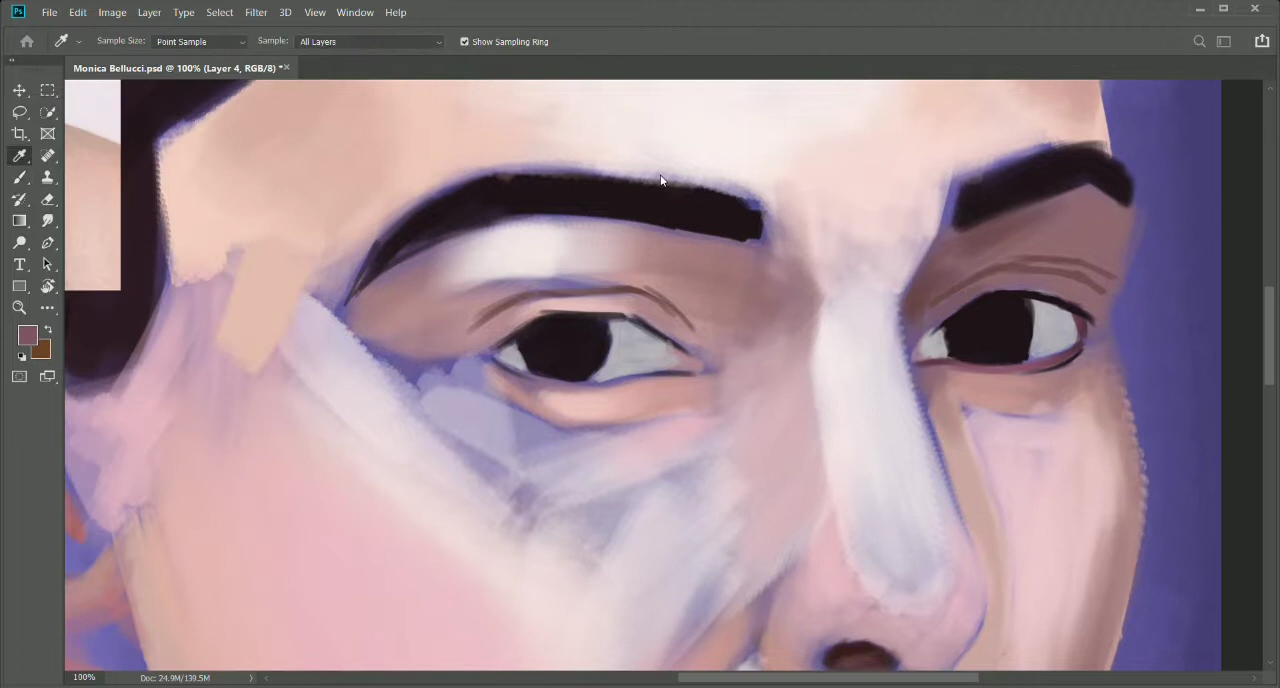 Ps File Edit Image Layer Type Select Filter 3D View Window Help
Sample Size: Point Sample Sample: All Layers Show Sampling Ring
Monica Bellucci.psd @ 100% (Layer 4, RGB/8) *
100% Doc: 24.9M/139.5M